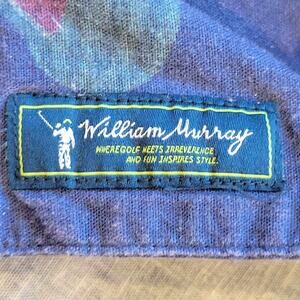 William Murray
WHERE GOLF MEETS IRREVERENCE
AND FUN INSPIRES STYLE.